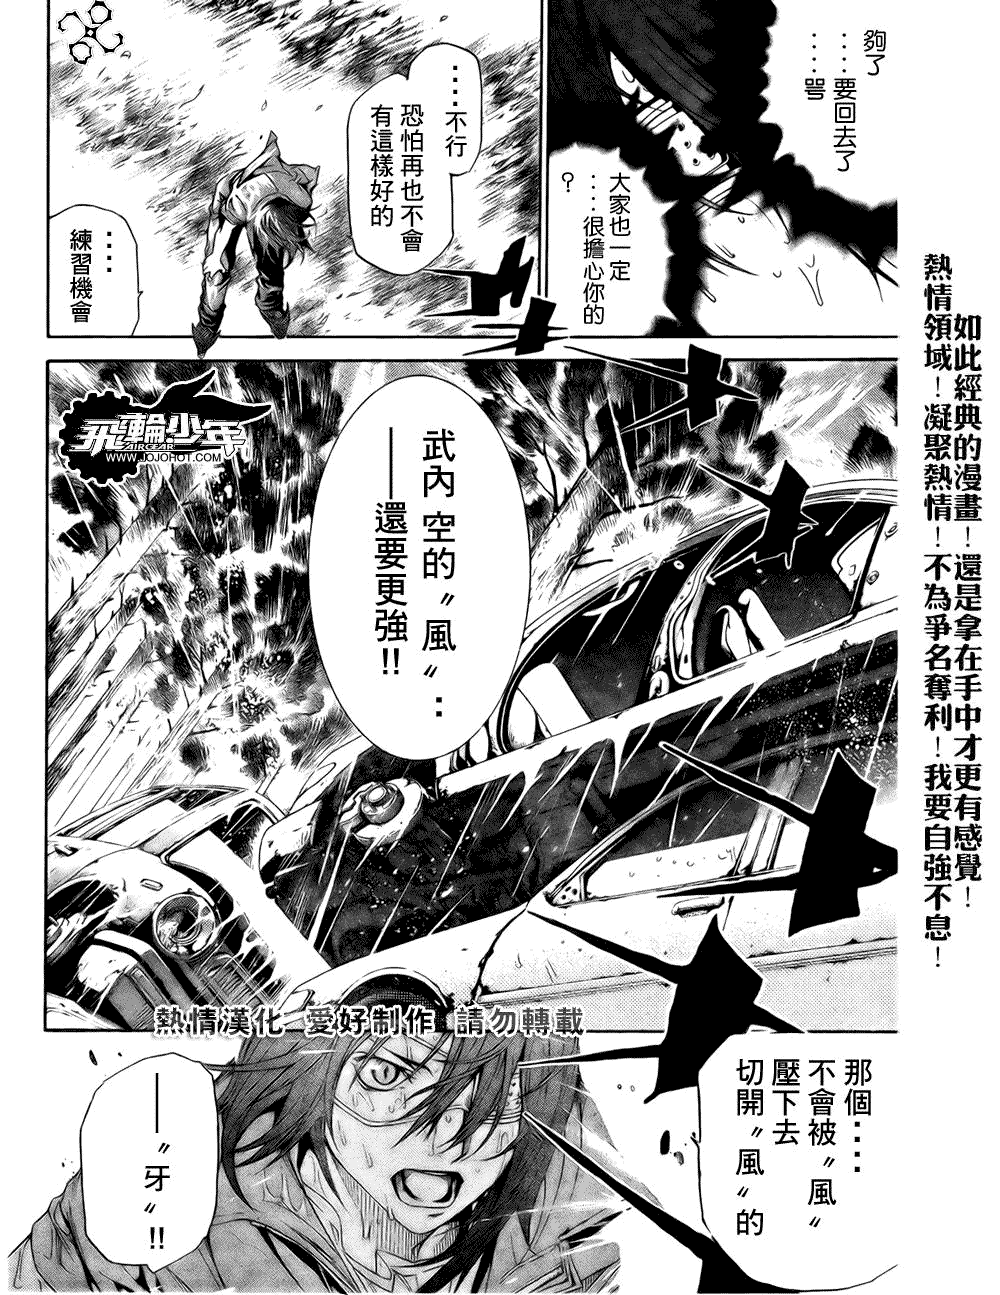 夠了
‥‥要回去了
‥‥咢
大家也一定
‥‥很擔心你的
？
‥‥不行
恐怕再也不會
有這樣好的
‥‥
練習機會
飛輪少年
AIRGEAR
WWW.JOJOHOT.COM
武內空的〝風〞‥
──還要更強!!
那個‥‥
不會被〝風〞
壓下去
切開〝風〞的
──〝牙〞!!
熱情漢化 愛好制作 請勿轉載
如此經典的漫畫！還是拿在手中才更有感覺！
熱情領域！凝聚熱情！不為爭名奪利！我要自強不息！